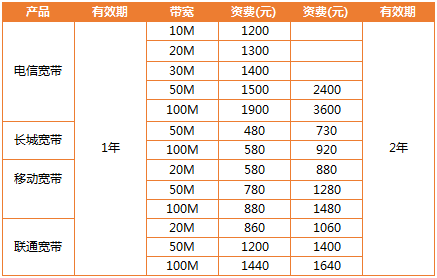 产品 有效期 带宽 资费(元) 资费(元) 有效期
10M 1200
20M 1300
电信宽带 30M 1400
50M 1500 2400
100M 1900 3600
长城宽带 50M 480 730
1年 100M 580 920 2年
移动宽带 20M 580 880
50M 780 1280
100M 880 1480
20M 860 1060
联通宽带 50M 1200 1400
100M 1440 1640